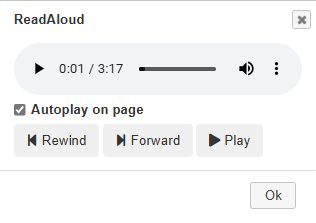 ReadAloud
0:01 / 3:17
Autoplay on page
Rewind Forward Play
Ok